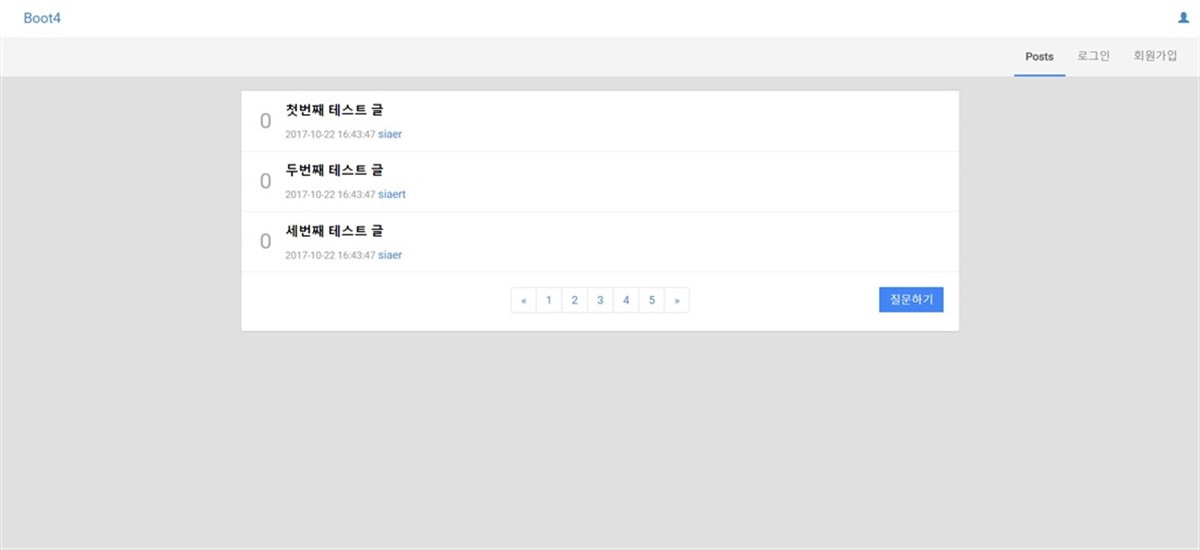 Boot4
Posts 로그인 회원가입
0
첫번째 테스트 글
2017-10-22 16:43:47 siaer
0
두번째 테스트 글
2017-10-22 16:43:47 siaert
0
세번째 테스트 글
2017-10-22 16:43:47 siaer
« 1 2 3 4 5 »
질문하기